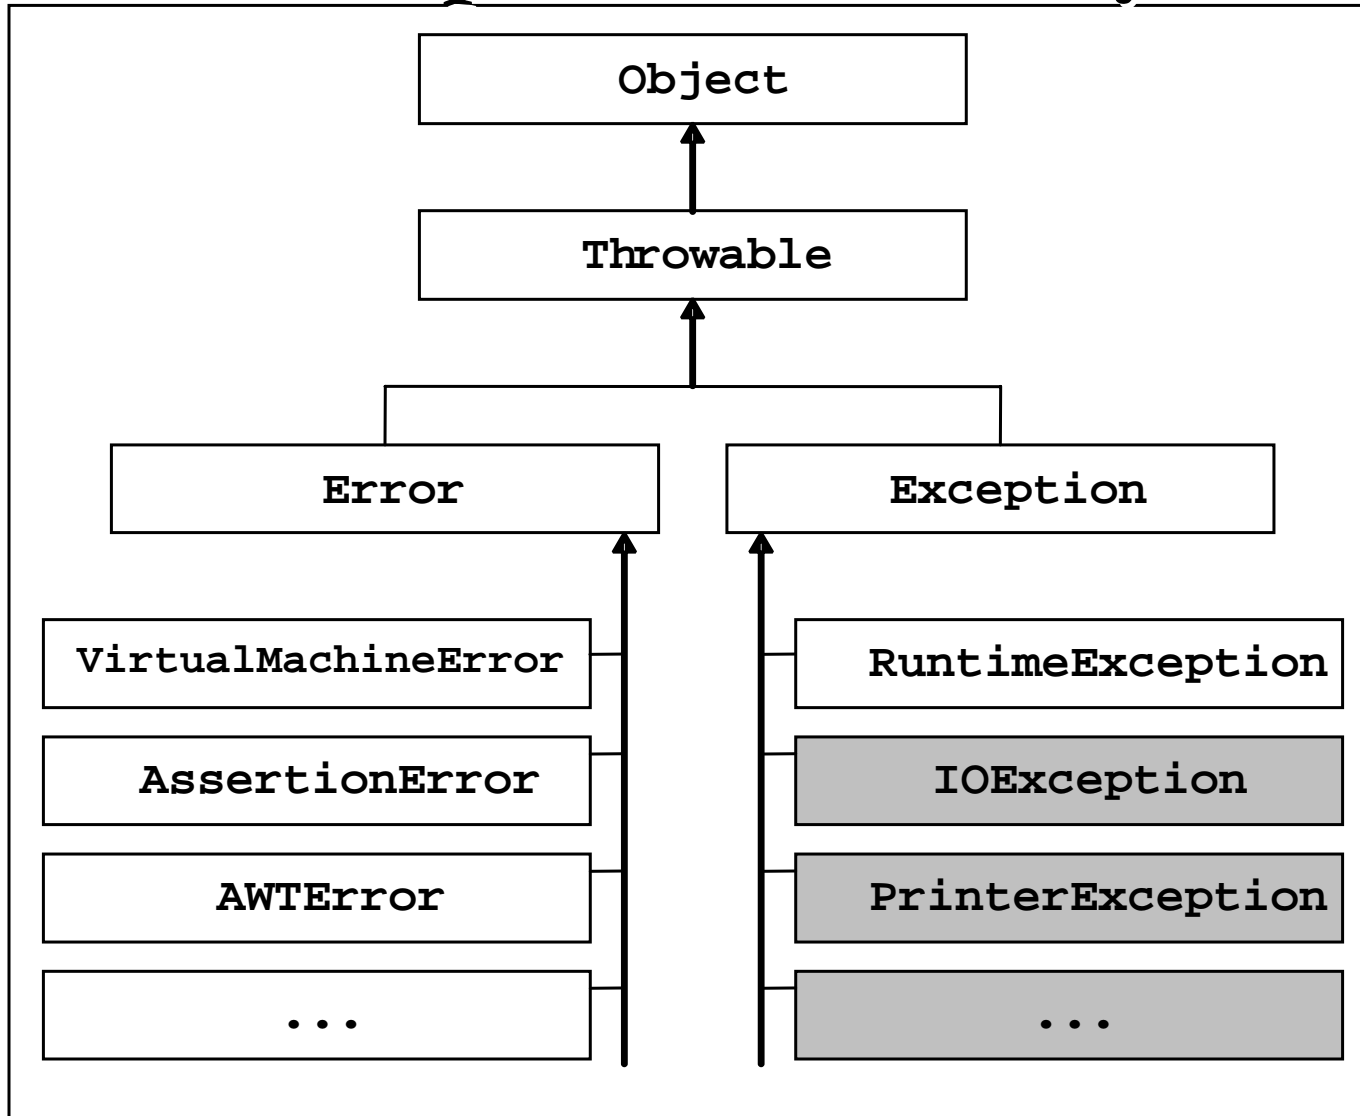 Object
Throwable
Error
Exception
VirtualMachineError
RuntimeException
AssertionError
IOException
AWTError
PrinterException
...
...